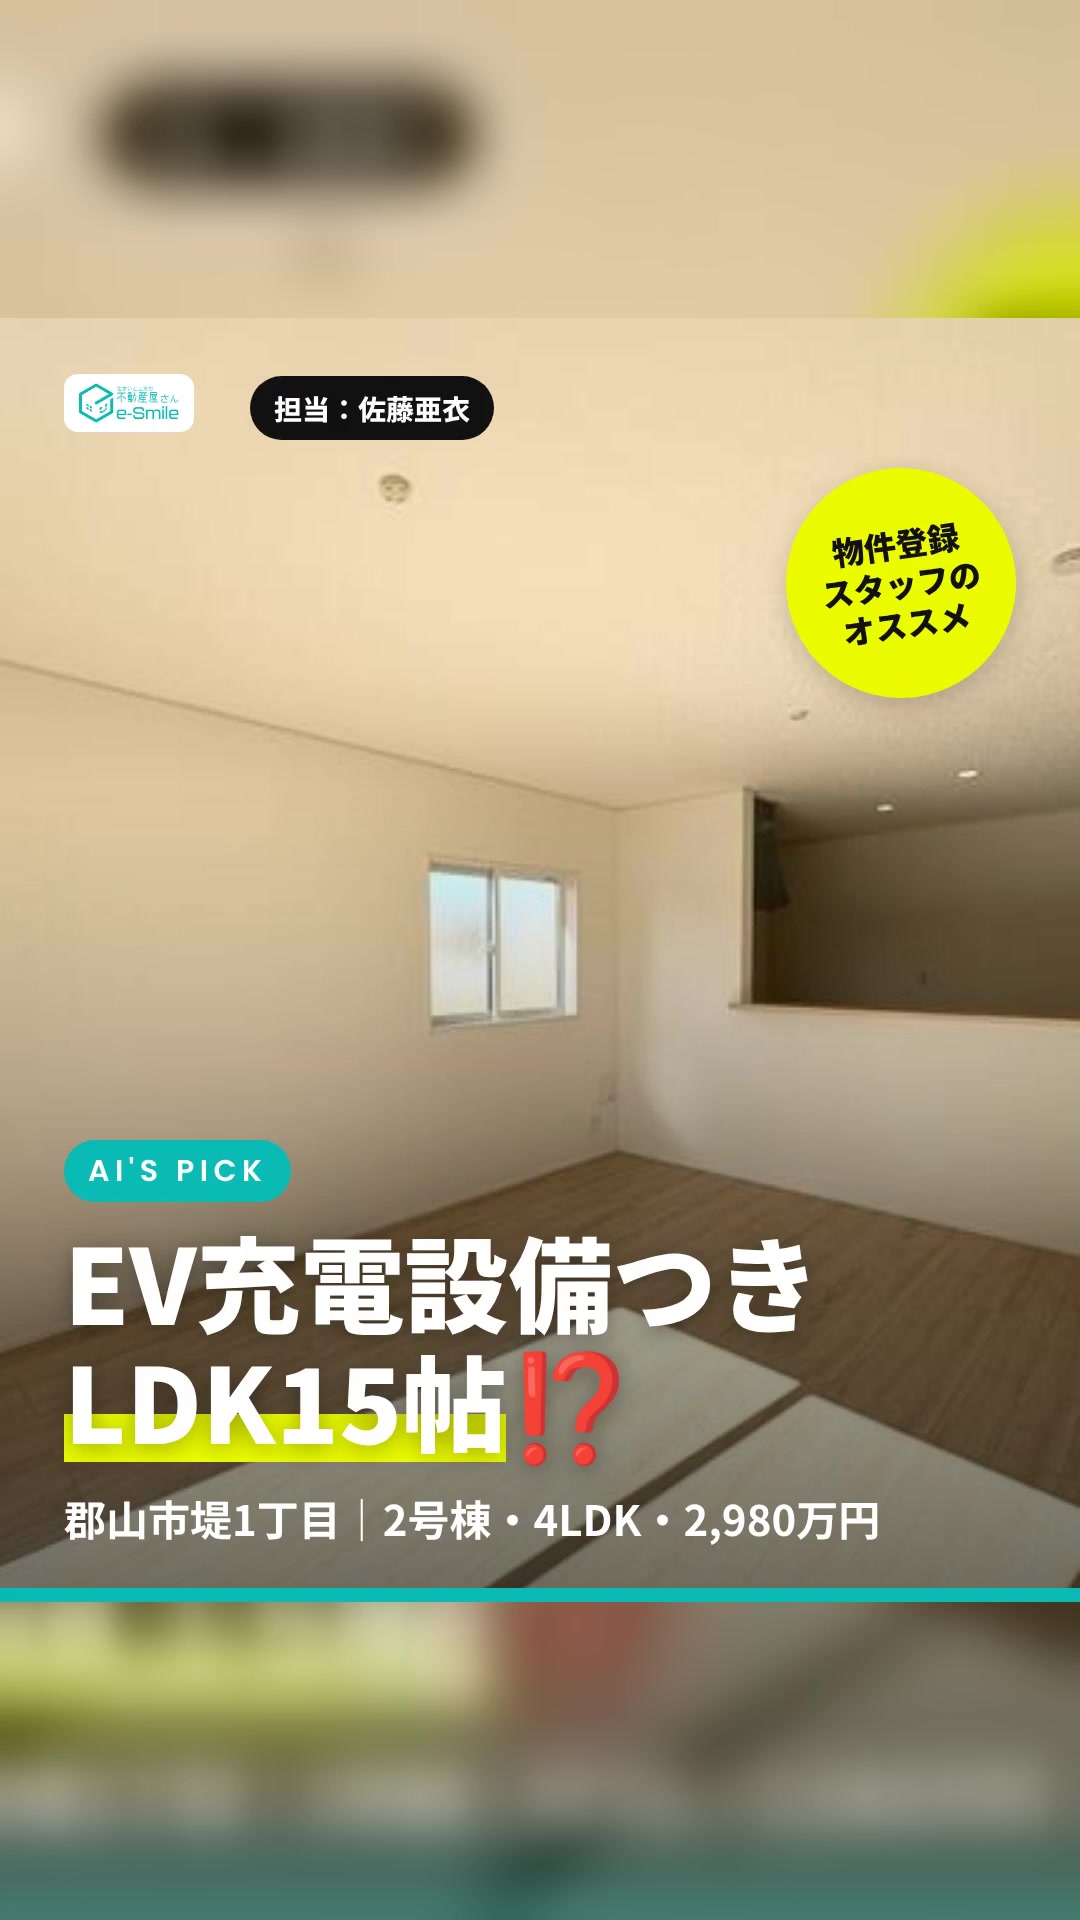 不動産屋さん
e-Smile
担当：佐藤亜衣
物件登録
スタッフの
オススメ
AI'S PICK
EV充電設備つき
LDK15帖⁉
郡山市堤1丁目｜2号棟・4LDK・2,980万円